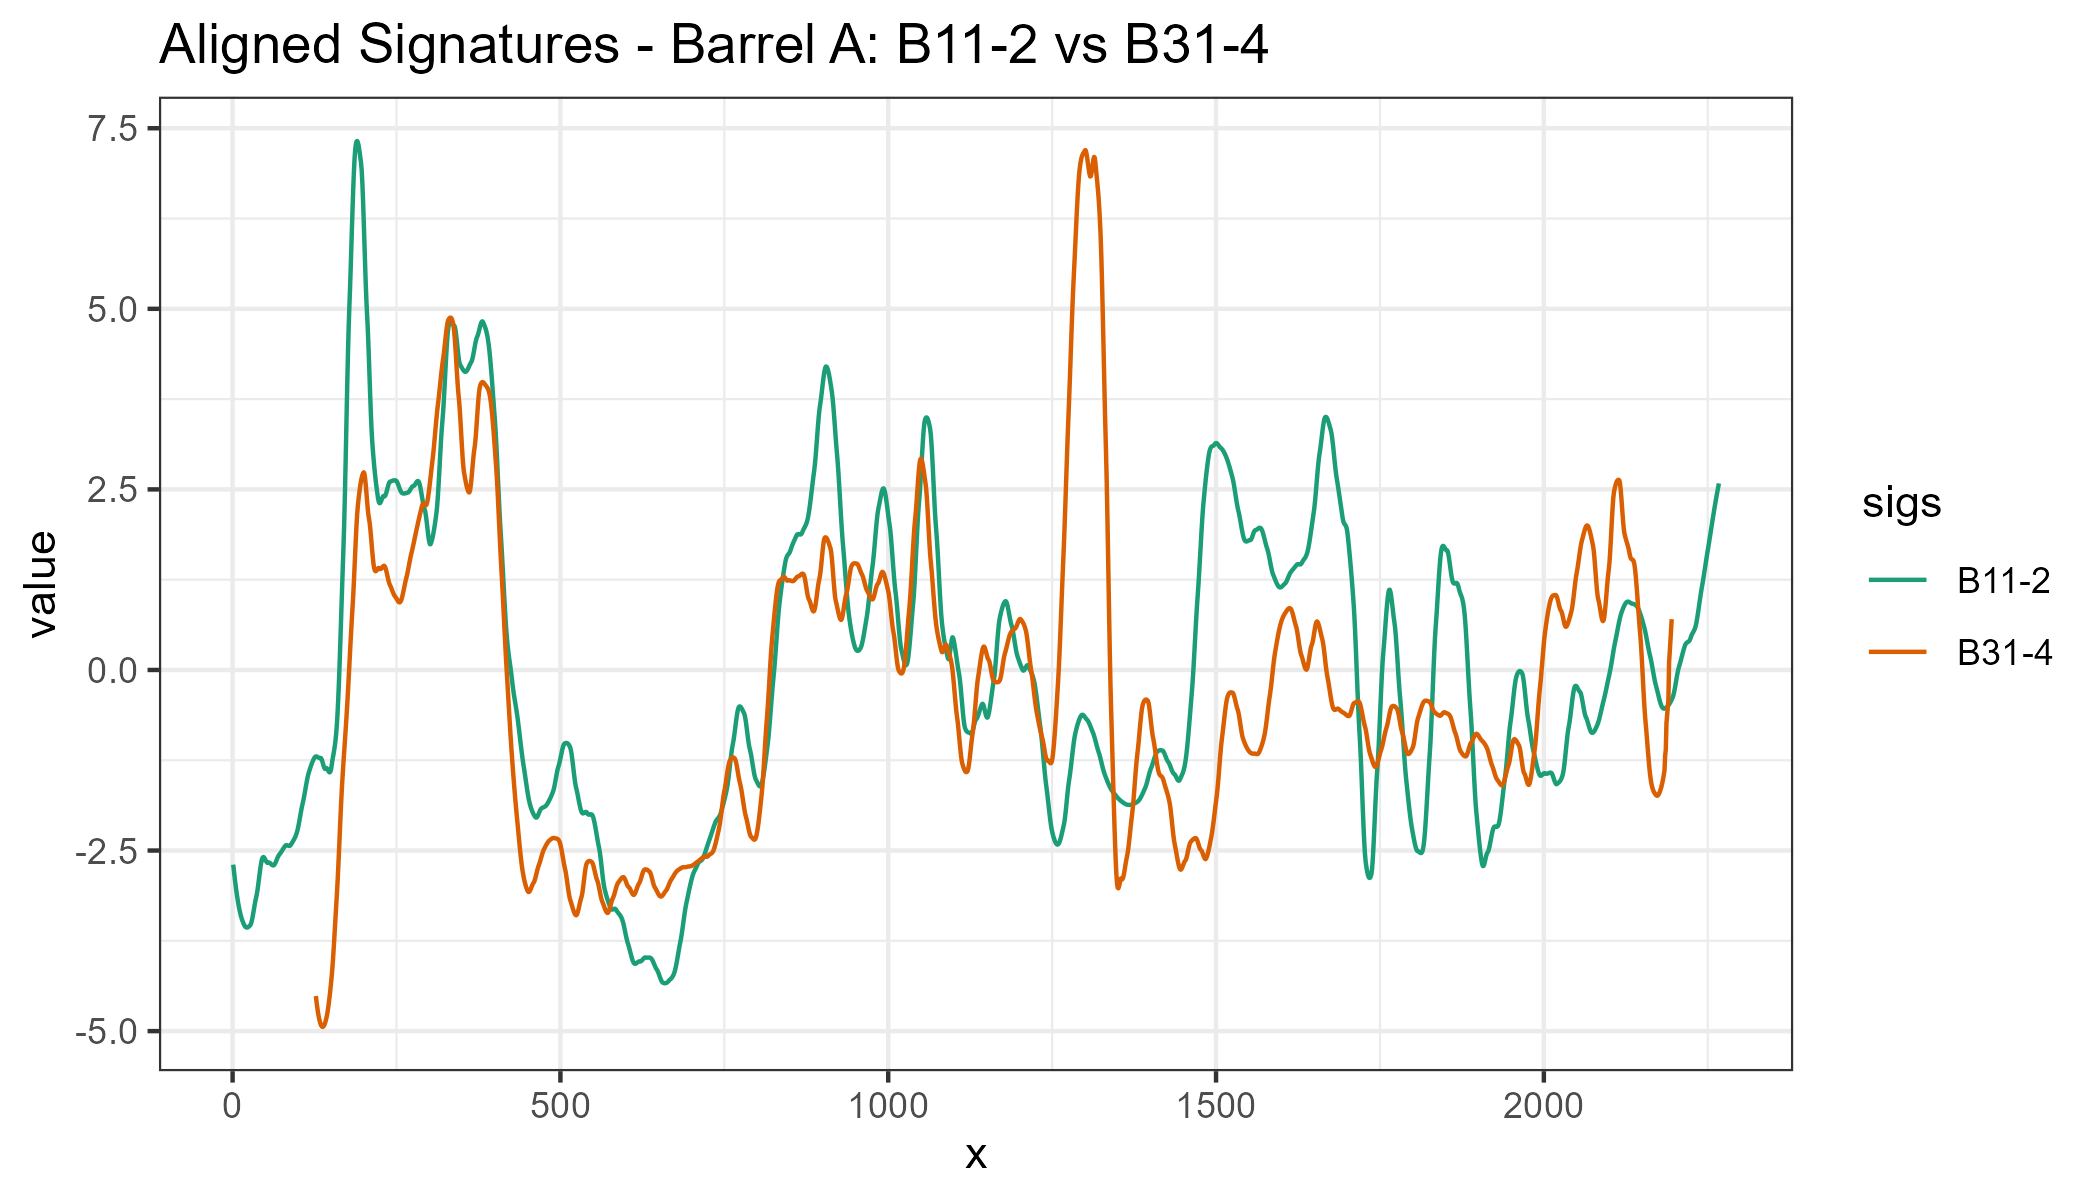 Aligned Signatures - Barrel A: B11-2 vs B31-4
7.5
5.0
2.5
0.0
-2.5
-5.0
value
0
500
1000
1500
2000
x
sigs
B11-2
B31-4